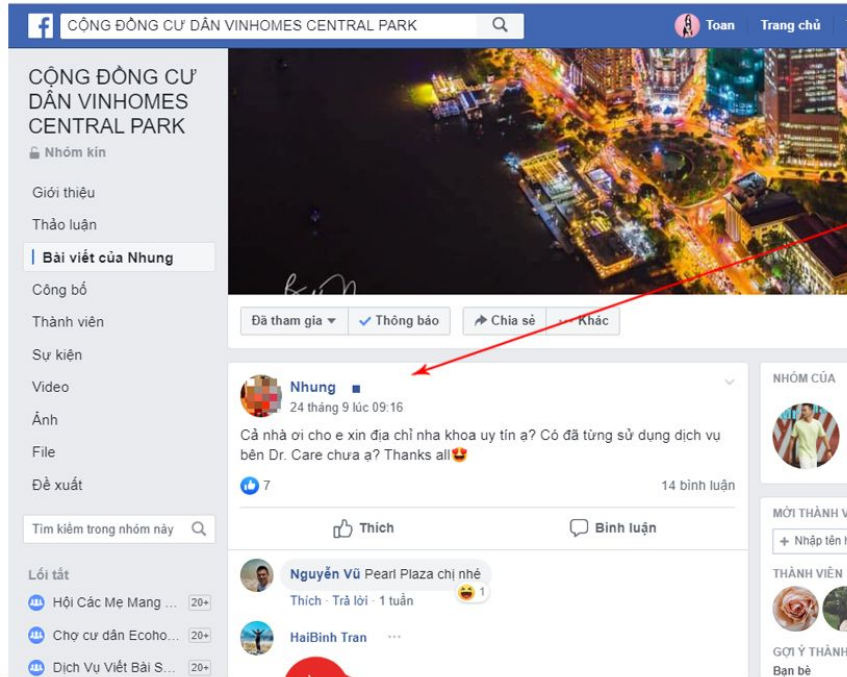 CỘNG ĐỒNG CƯ DÂN VINHOMES CENTRAL PARK
Toan
Trang chủ
CỘNG ĐỒNG CƯ
DÂN VINHOMES
CENTRAL PARK
Nhóm kín
Giới thiệu
Thảo luận
Bài viết của Nhung
Công bố
Thành viên
Sự kiện
Video
Ảnh
File
Đề xuất
Tìm kiếm trong nhóm này
Lối tắt
Hội Các Mẹ Mang ... 20+
Chợ cư dân Ecoho... 20+
Dịch Vụ Viết Bài S... 20+
Đã tham gia
Thông báo
Chia sẻ
Khác
Nhung
24 tháng 9 lúc 09:16
Cả nhà ơi cho e xin địa chỉ nha khoa uy tín ạ? Có đã từng sử dụng dịch vụ
bên Dr. Care chưa ạ? Thanks all😍
7
14 bình luận
Thích
Bình luận
Nguyễn Vũ Pearl Plaza chị nhé
1
Thích · Trả lời · 1 tuần
HaiBinh Tran ...
NHÓM CỦA
MỜI THÀNH V
+ Nhập tên
THÀNH VIÊN
GỢI Ý THÀNH
Bạn bè